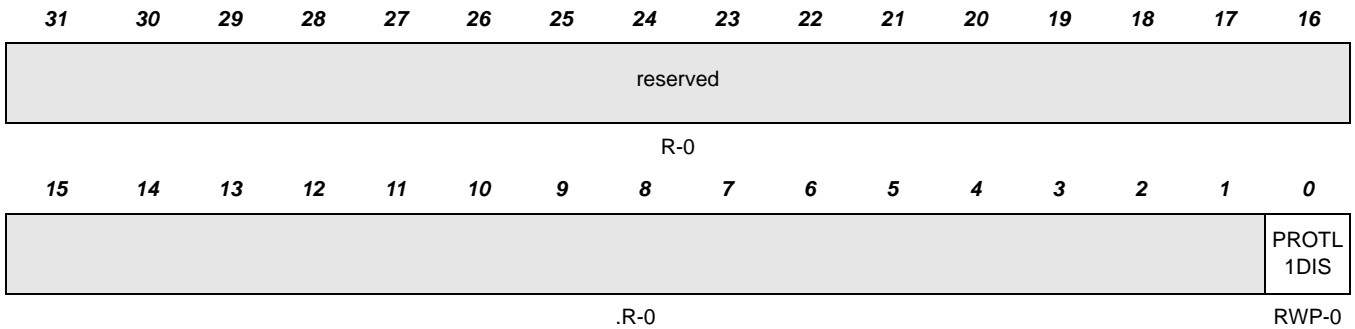 31 30 29 28 27 26 25 24 23 22 21 20 19 18 17 16
reserved
R-0
15 14 13 12 11 10 9 8 7 6 5 4 3 2 1 0
PROTL
1DIS
.R-0 RWP-0